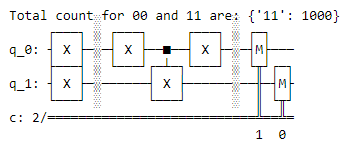 Total count for 00 and 11 are: {'11': 1000}
X X X M
q_0:
q_1: X X M
c: 2/
1 0